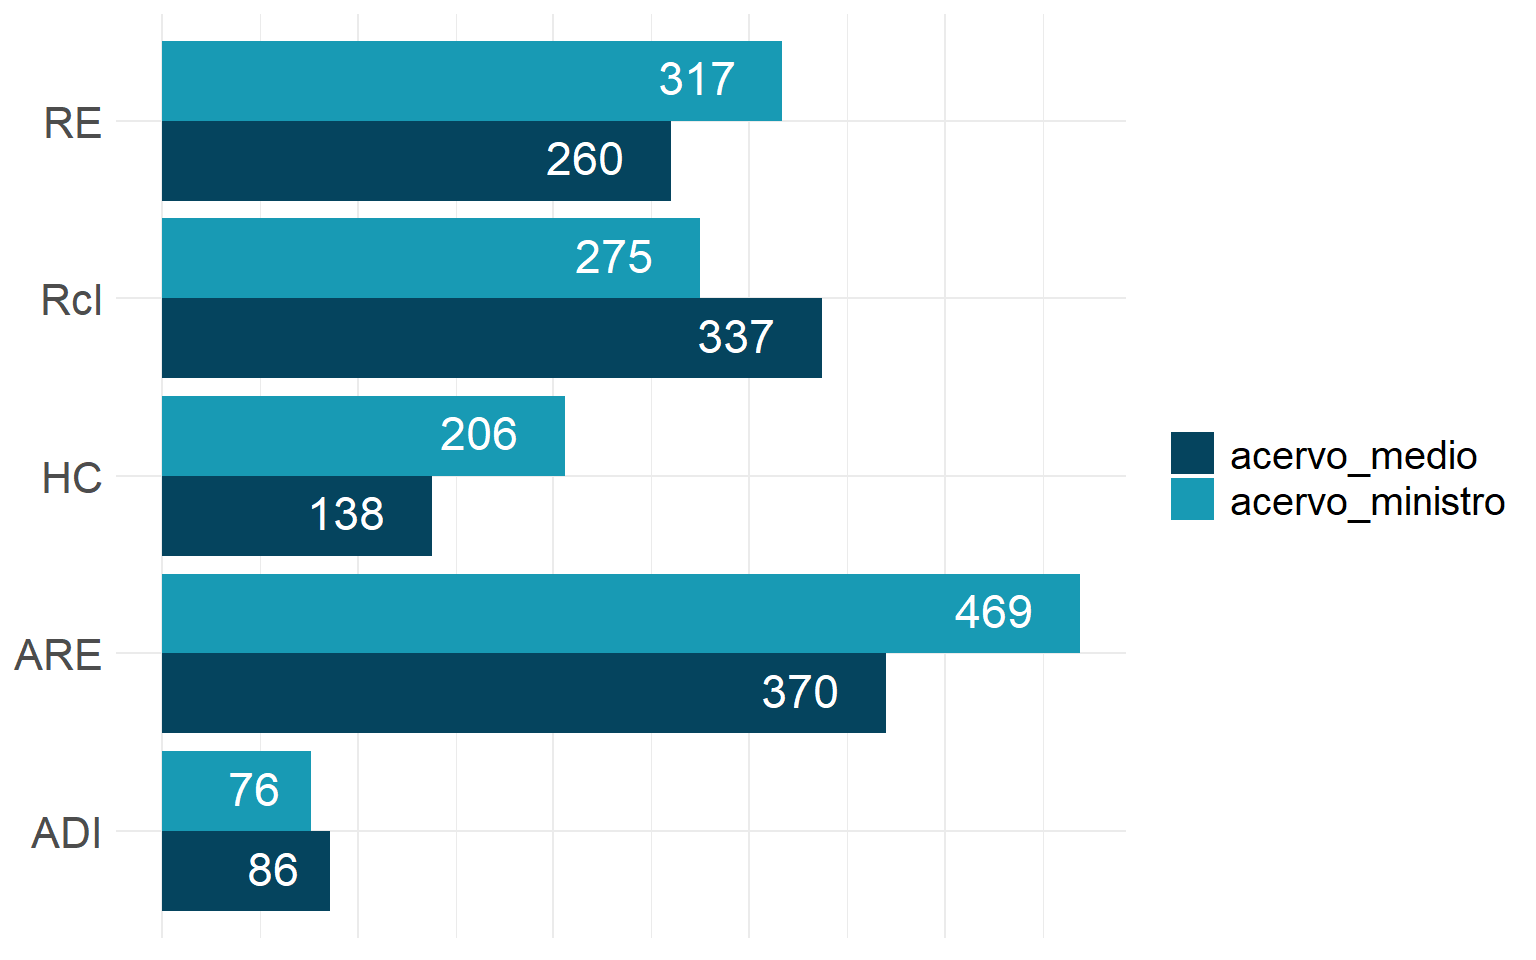 RE
317
260
Rcl
275
337
HC
206
138
ARE
469
370
ADI
76
86
acervo_medio
acervo_ministro